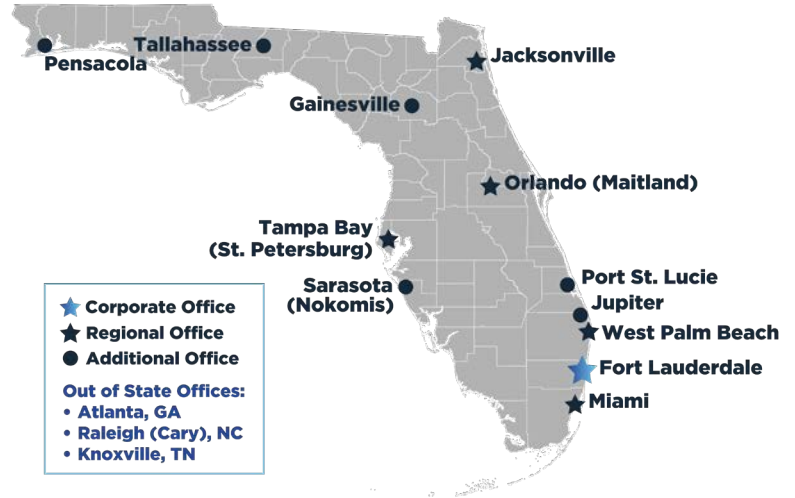 Tallahassee
Pensacola
Jacksonville
Gainesville
Orlando (Maitland)
Tampa Bay
(St. Petersburg)
Sarasota
(Nokomis)
Port St. Lucie
Jupiter
West Palm Beach
Fort Lauderdale
Miami
Corporate Office
Regional Office
Additional Office
Out of State Offices:
• Atlanta, GA
• Raleigh (Cary), NC
• Knoxville, TN